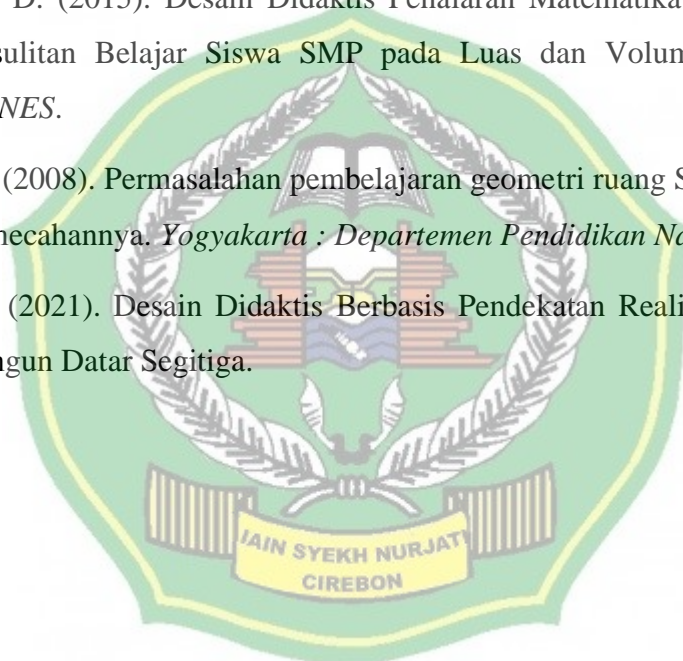 D. (2015). Desain Didaktis Penalaran Matematika
sulitan Belajar Siswa SMP pada Luas dan Volum
NES.
(2008). Permasalahan pembelajaran geometri ruang S
mecahannya. Yogyakarta : Departemen Pendidikan Na
(2021). Desain Didaktis Berbasis Pendekatan Reali
ngun Datar Segitiga.
IAIN SYEKH NURJATI
CIREBON